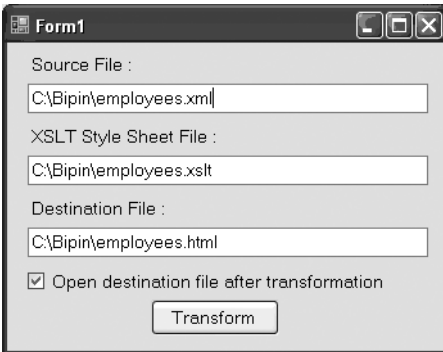 Form1
Source File :
C:\Bipin\employees.xml
XSLT Style Sheet File :
C:\Bipin\employees.xslt
Destination File :
C:\Bipin\employees.html
Open destination file after transformation
Transform